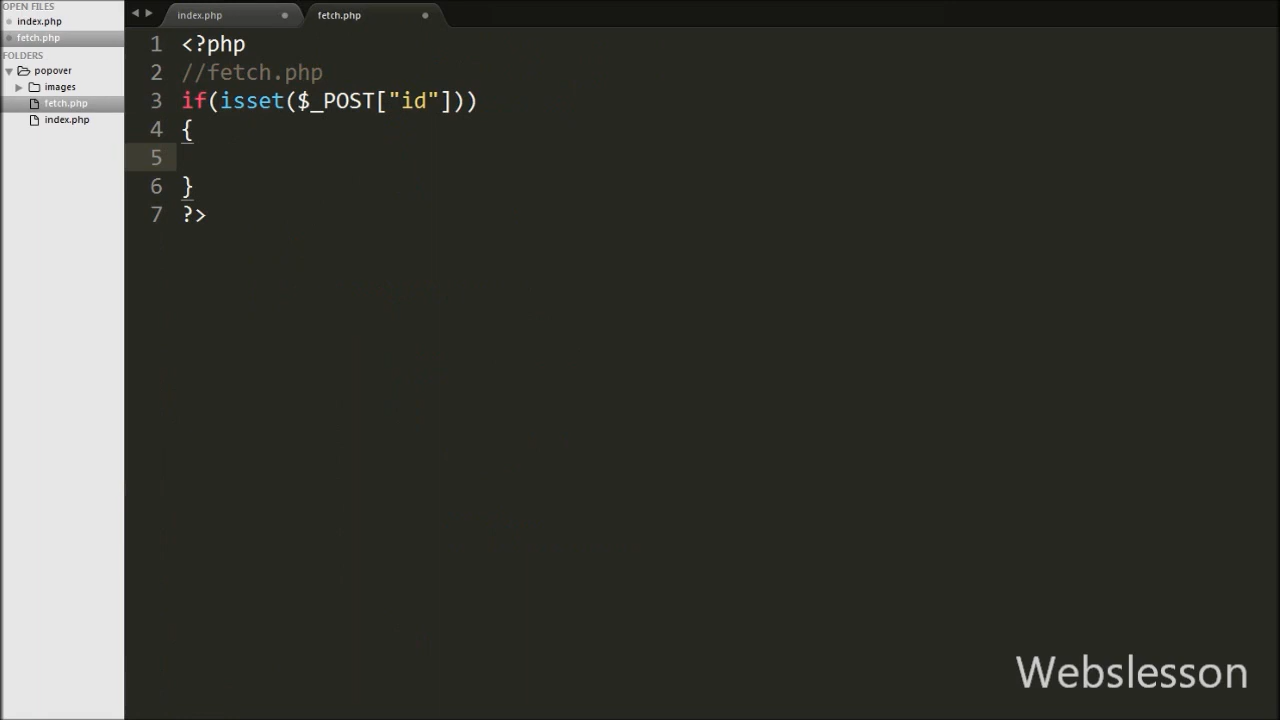 OPEN FILES
index.php
fetch.php
FOLDERS
popover
images
fetch.php
index.php
index.php
fetch.php
1 <?php
2 //fetch.php
3 if(isset($_POST["id"]))
4 {
5
6 }
7 ?>
Webslesson